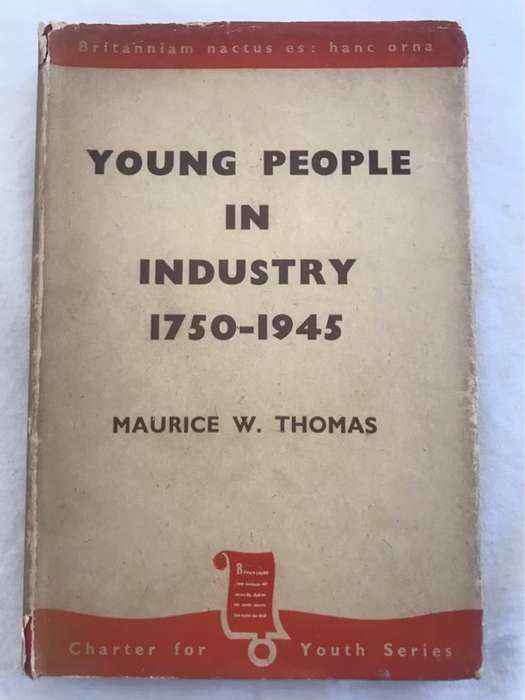 Britanniam nactus es: hanc orna
YOUNG PEOPLE
IN
INDUSTRY
1750-1945
MAURICE W. THOMAS
Charter for Youth Series